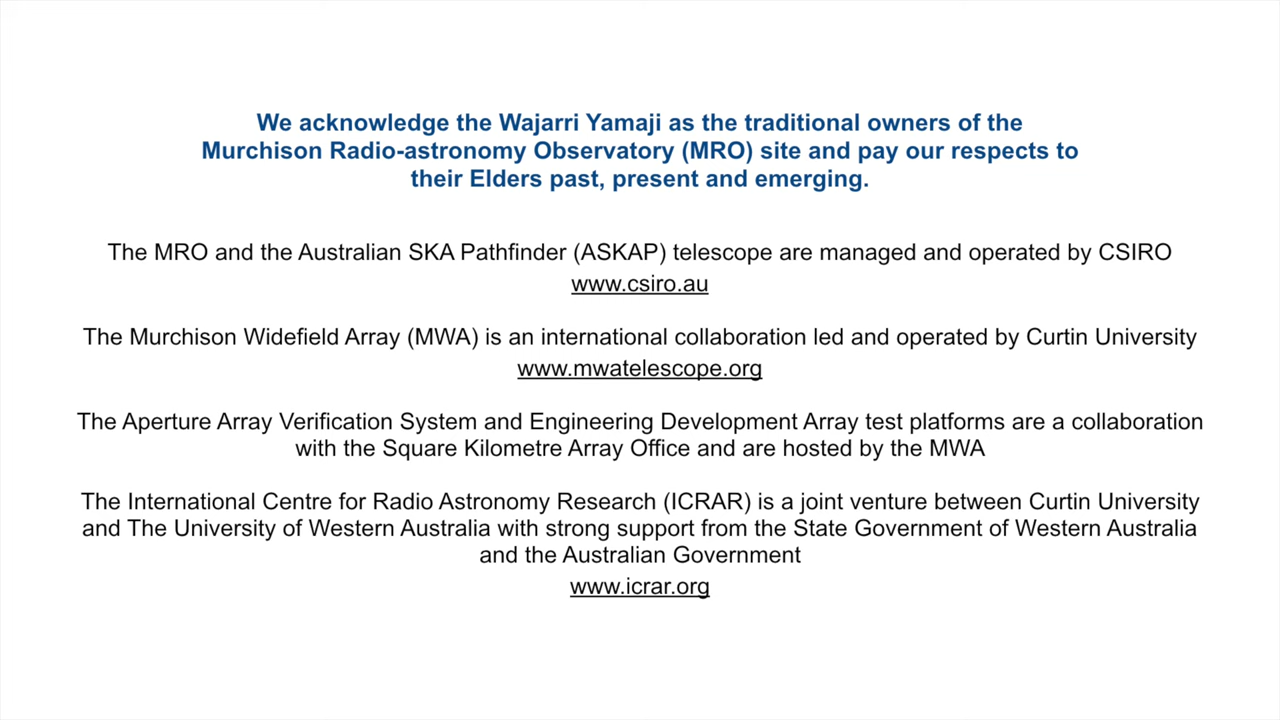 We acknowledge the Wajarri Yamaji as the traditional owners of the
Murchison Radio-astronomy Observatory (MRO) site and pay our respects to
their Elders past, present and emerging.
The MRO and the Australian SKA Pathfinder (ASKAP) telescope are managed and operated by CSIRO
www.csiro.au
The Murchison Widefield Array (MWA) is an international collaboration led and operated by Curtin University
www.mwatelescope.org
The Aperture Array Verification System and Engineering Development Array test platforms are a collaboration
with the Square Kilometre Array Office and are hosted by the MWA
The International Centre for Radio Astronomy Research (ICRAR) is a joint venture between Curtin University
and The University of Western Australia with strong support from the State Government of Western Australia
and the Australian Government
www.icrar.org